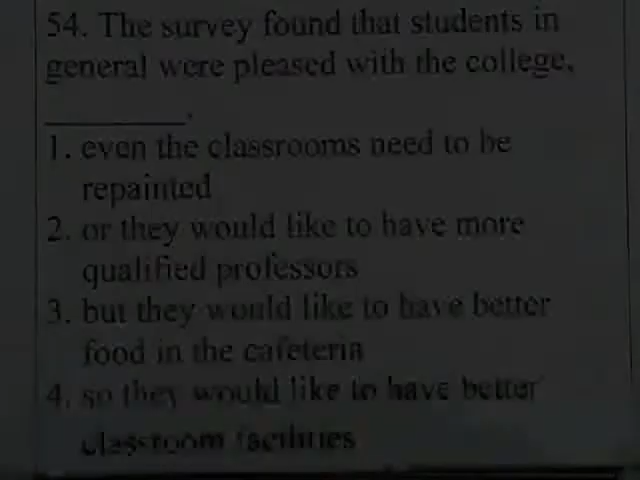 54. The survey found that students in
general were pleased with the college,
________.
1. even the classrooms need to be
repainted
2. or they would like to have more
qualified professors
3. but they would like to have better
food in the cafeteria
4. so they would like to have better
classroom facilities